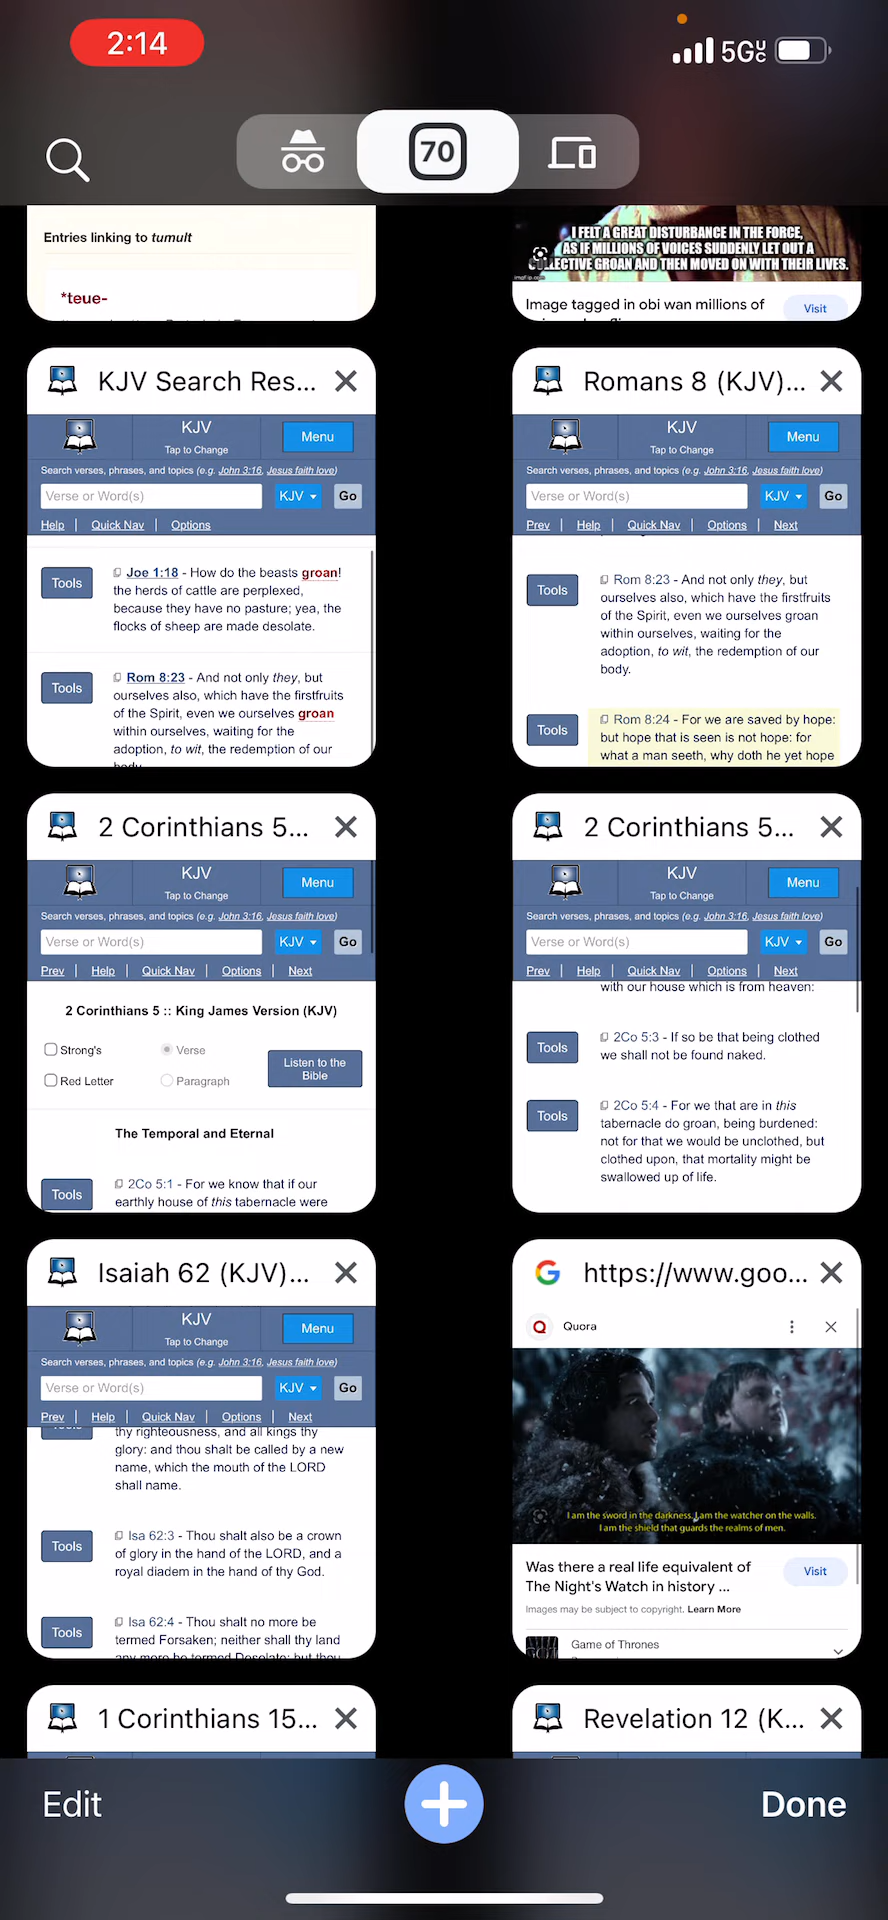 2:14
5G UC
70
Entries linking to tumult
*teue-
I FELT A GREAT DISTURBANCE IN THE FORCE,
AS IF MILLIONS OF VOICES SUDDENLY LET OUT A
COLLECTIVE GROAN AND THEN MOVED ON WITH THEIR LIVES.
imgflip.com
Image tagged in obi wan millions of
Visit
KJV Search Res...
KJV
Tap to Change
Menu
Search verses, phrases, and topics (e.g. John 3:16, Jesus faith love)
Verse or Word(s)
KJV
Go
Help | Quick Nav | Options
Tools
Joe 1:18 - How do the beasts groan!
the herds of cattle are perplexed,
because they have no pasture; yea, the
flocks of sheep are made desolate.
Tools
Rom 8:23 - And not only they, but
ourselves also, which have the firstfruits
of the Spirit, even we ourselves groan
within ourselves, waiting for the
adoption, to wit, the redemption of our
body.
Romans 8 (KJV)...
KJV
Tap to Change
Menu
Search verses, phrases, and topics (e.g. John 3:16, Jesus faith love)
Verse or Word(s)
KJV
Go
Prev | Help | Quick Nav | Options | Next
Tools
Rom 8:23 - And not only they, but
ourselves also, which have the firstfruits
of the Spirit, even we ourselves groan
within ourselves, waiting for the
adoption, to wit, the redemption of our
body.
Tools
Rom 8:24 - For we are saved by hope:
but hope that is seen is not hope: for
what a man seeth, why doth he yet hope
2 Corinthians 5...
KJV
Tap to Change
Menu
Search verses, phrases, and topics (e.g. John 3:16, Jesus faith love)
Verse or Word(s)
KJV
Go
Prev | Help | Quick Nav | Options | Next
2 Corinthians 5 :: King James Version (KJV)
Strong's
Verse
Red Letter
Paragraph
Listen to the
Bible
The Temporal and Eternal
Tools
2Co 5:1 - For we know that if our
earthly house of this tabernacle were
2 Corinthians 5...
KJV
Tap to Change
Menu
Search verses, phrases, and topics (e.g. John 3:16, Jesus faith love)
Verse or Word(s)
KJV
Go
Prev | Help | Quick Nav | Options | Next
with our house which is from heaven:
Tools
2Co 5:3 - If so be that being clothed
we shall not be found naked.
Tools
2Co 5:4 - For we that are in this
tabernacle do groan, being burdened:
not for that we would be unclothed, but
clothed upon, that mortality might be
swallowed up of life.
Isaiah 62 (KJV)...
KJV
Tap to Change
Menu
Search verses, phrases, and topics (e.g. John 3:16, Jesus faith love)
Verse or Word(s)
KJV
Go
Prev | Help | Quick Nav | Options | Next
thy righteousness, and all kings thy
glory: and thou shalt be called by a new
name, which the mouth of the LORD
shall name.
Tools
Isa 62:3 - Thou shalt also be a crown
of glory in the hand of the LORD, and a
royal diadem in the hand of thy God.
Tools
Isa 62:4 - Thou shalt no more be
termed Forsaken; neither shall thy land
any more be termed Desolate: but thou
https://www.goo...
Quora
I am the sword in the darkness. I am the watcher on the walls.
I am the shield that guards the realms of men.
Was there a real life equivalent of
The Night's Watch in history ...
Visit
Images may be subject to copyright. Learn More
Game of Thrones
1 Corinthians 15...
Revelation 12 (K...
Edit
Done